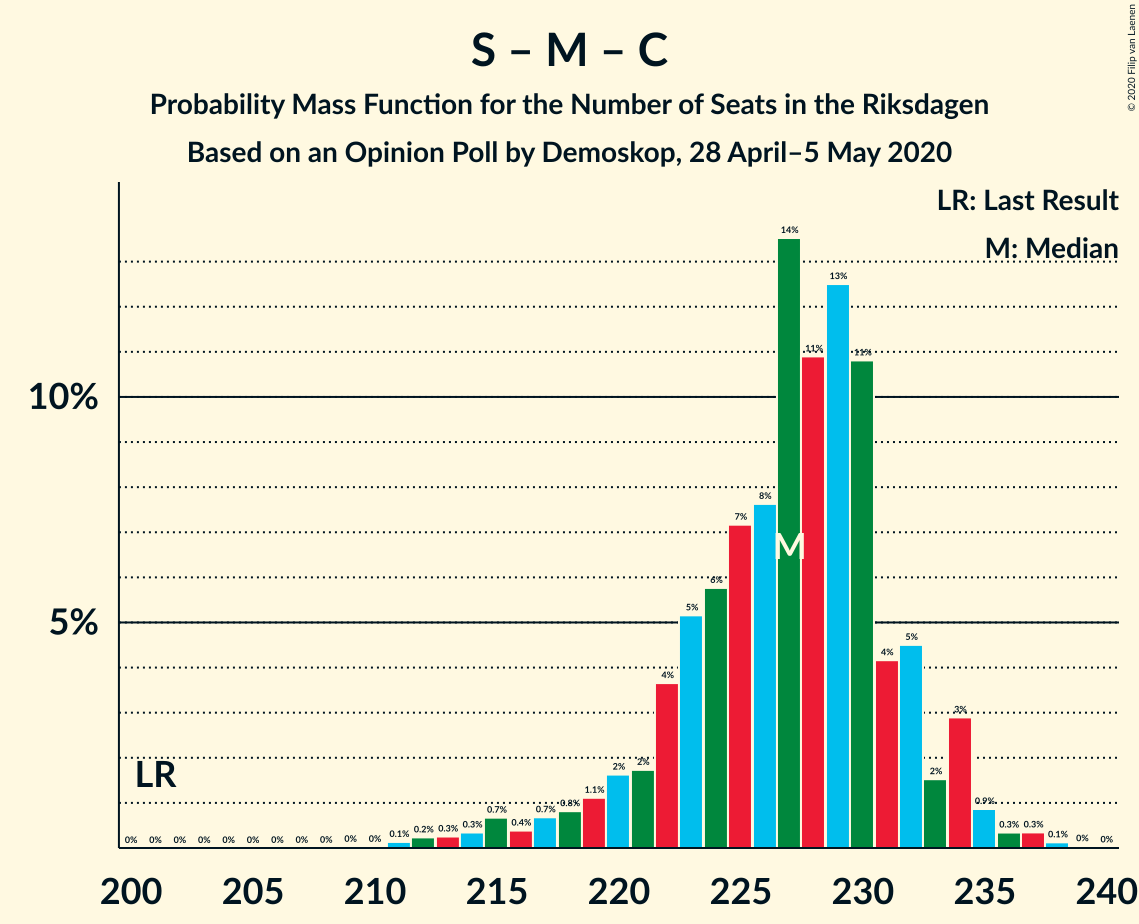 S – M – C
Probability Mass Function for the Number of Seats in the Riksdagen
Based on an Opinion Poll by Demoskop, 28 April–5 May 2020
© 2020 Filip van Laenen
LR: Last Result
M: Median
10%
5%
LR
M
0% 0% 0% 0% 0% 0% 0% 0% 0% 0% 0% 0.1% 0.2% 0.3% 0.3% 0.7% 0.4% 0.7% 0.8% 1.1% 2% 2% 4% 5% 6% 7% 8% 14% 11% 13% 11% 4% 5% 2% 3% 0.9% 0.3% 0.3% 0.1% 0% 0%
200 205 210 215 220 225 230 235 240